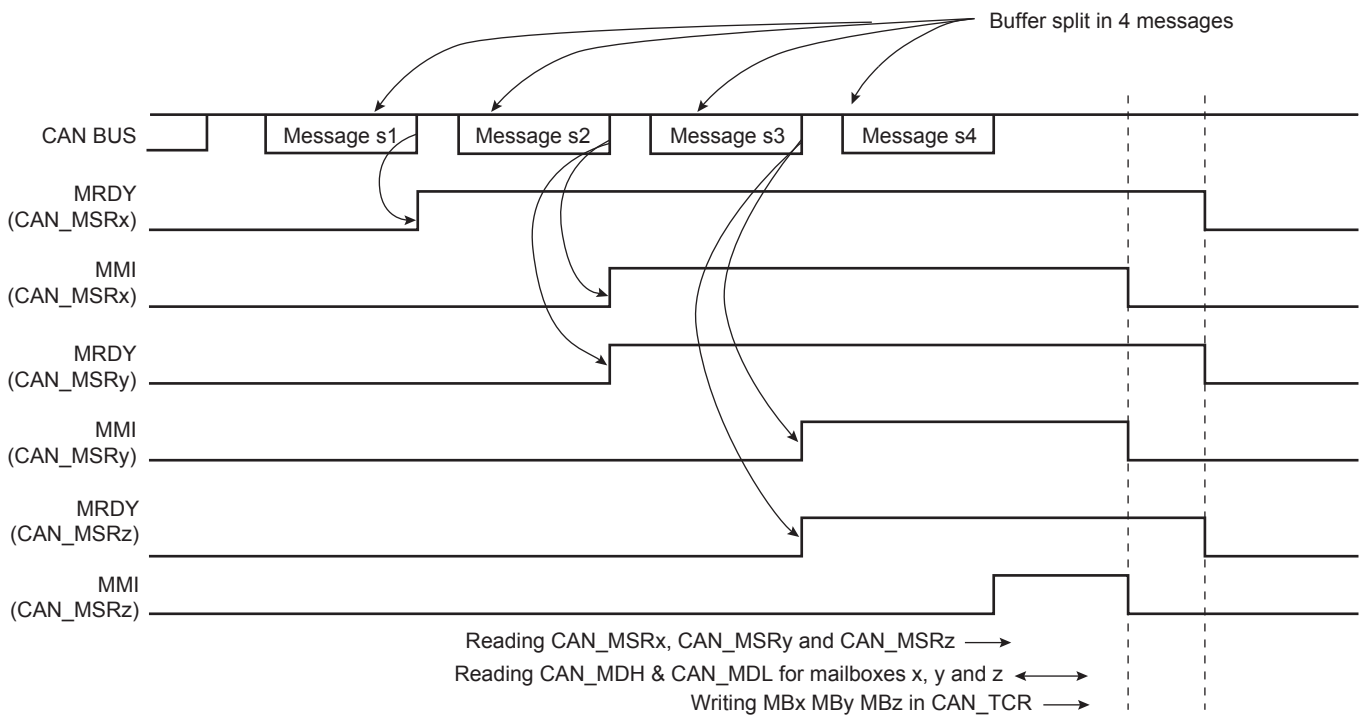 Buffer split in 4 messages
CAN BUS
Message s1
Message s2
Message s3
Message s4
MRDY
(CAN_MSRx)
MMI
(CAN_MSRx)
MRDY
(CAN_MSRy)
MMI
(CAN_MSRy)
MRDY
(CAN_MSRz)
MMI
(CAN_MSRz)
Reading CAN_MSRx, CAN_MSRy and CAN_MSRz
Reading CAN_MDH & CAN_MDL for mailboxes x, y and z
Writing MBx MBy MBz in CAN_TCR